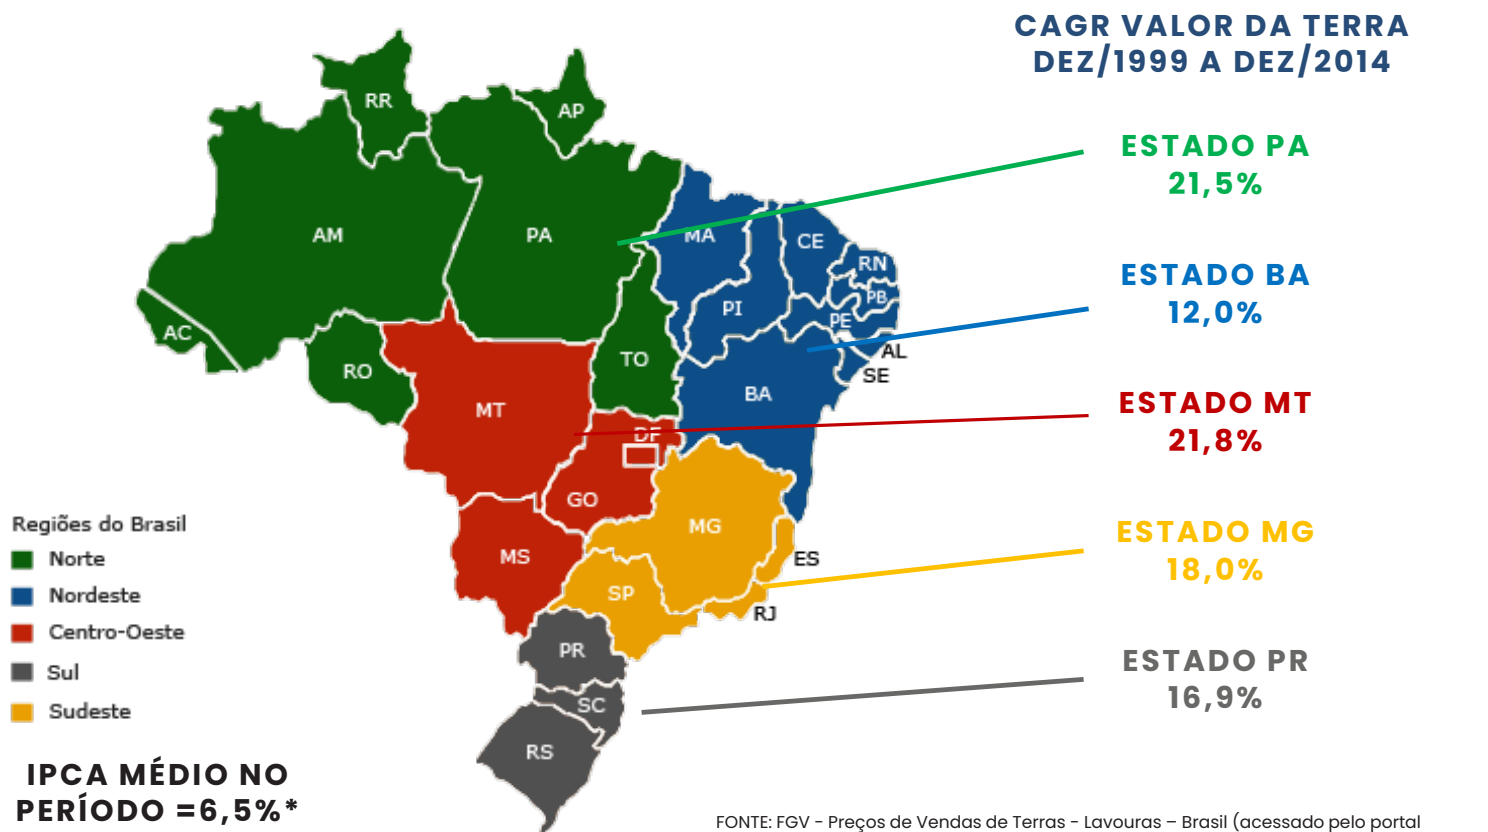 CAGR VALOR DA TERRA
DEZ/1999 A DEZ/2014
RR
AP
AM
PA
MA
CE
RN
PB
PI
PE
AL
SE
AC
RO
TO
BA
MT
DF
GO
MG
ES
MS
SP
RJ
PR
SC
RS
ESTADO PA
21,5%
ESTADO BA
12,0%
ESTADO MT
21,8%
ESTADO MG
18,0%
ESTADO PR
16,9%
Regiões do Brasil
Norte
Nordeste
Centro-Oeste
Sul
Sudeste
IPCA MÉDIO NO
PERÍODO =6,5%*
FONTE: FGV - Preços de Vendas de Terras - Lavouras – Brasil (acessado pelo portal